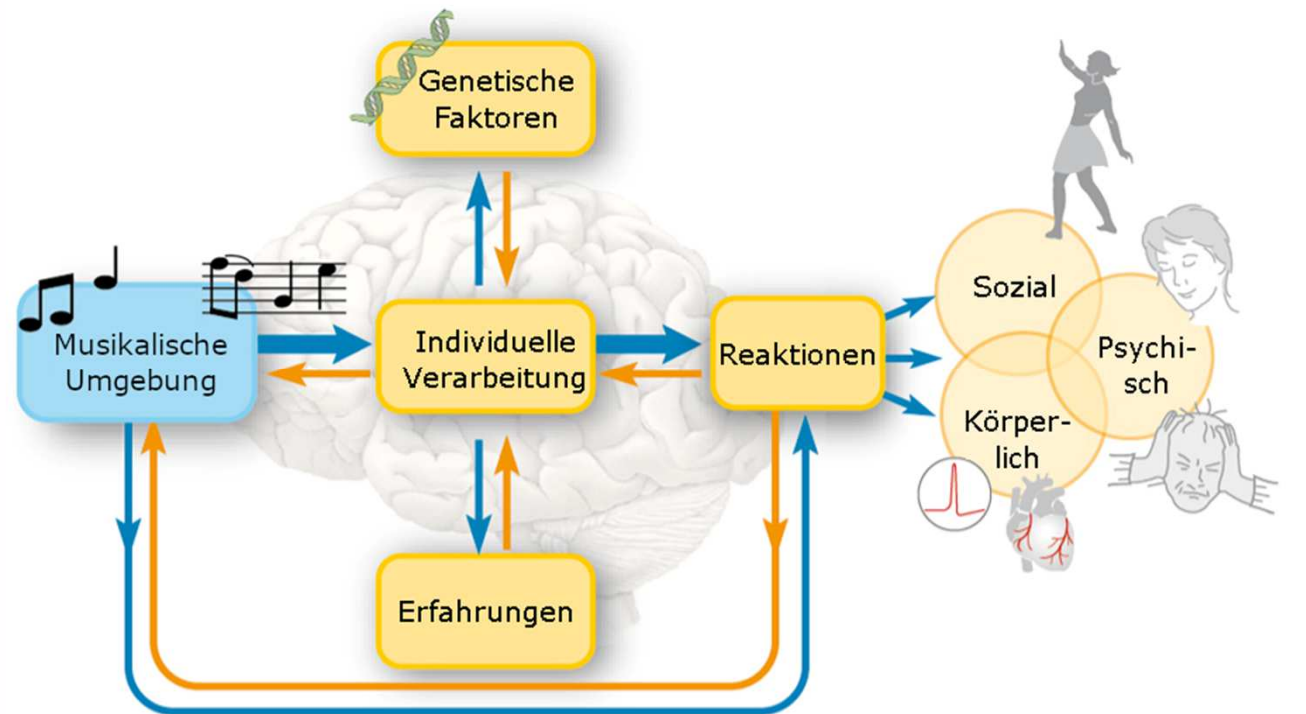 Genetische
Faktoren
Musikalische
Umgebung
Individuelle
Verarbeitung
Reaktionen
Sozial
Psychi-
sch
Körper-
lich
Erfahrungen